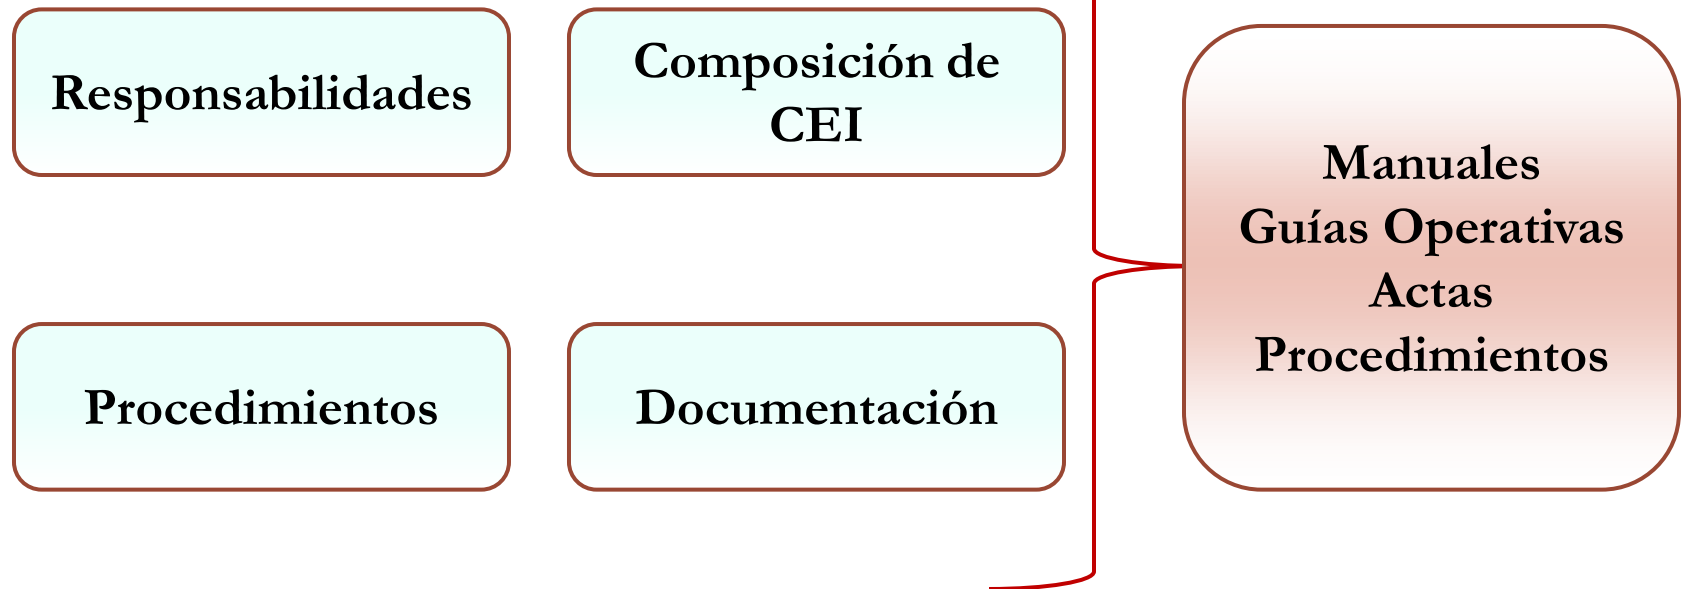 Responsabilidades
Composición de
CEI
Procedimientos
Documentación
Manuales
Guías Operativas
Actas
Procedimientos